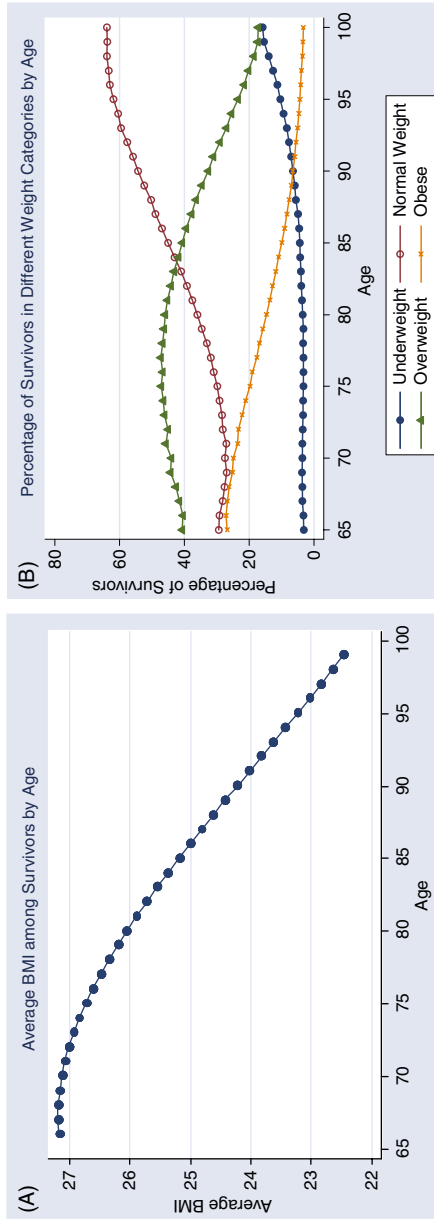 (A)
Average BMI among Survivors by Age
27
26
25
24
23
22
Average BMI
65 70 75 80 85 90 95 100
Age
(B)
Percentage of Survivors in Different Weight Categories by Age
80
60
40
20
0
Percentage of Survivors
65 70 75 80 85 90 95 100
Age
Underweight Normal Weight
Overweight Obese